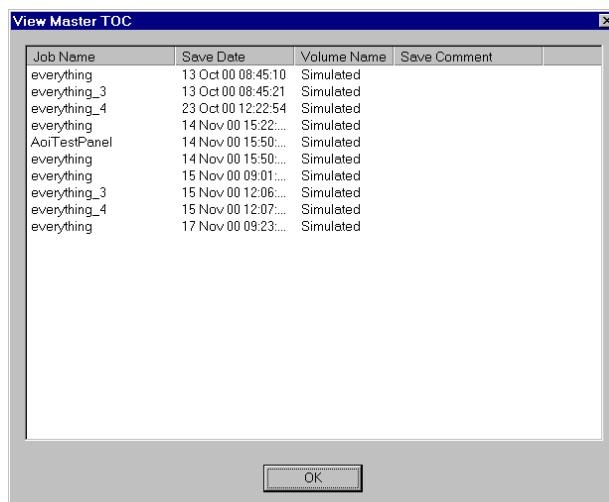 View Master TOC
Job Name Save Date Volume Name Save Comment
everything 13 Oct 00 08:45:10 Simulated
everything_3 13 Oct 00 08:45:21 Simulated
everything_4 23 Oct 00 12:22:54 Simulated
everything 14 Nov 00 15:22:... Simulated
AoiTestPanel 14 Nov 00 15:50:... Simulated
everything 14 Nov 00 15:50:... Simulated
everything 15 Nov 00 09:01:... Simulated
everything_3 15 Nov 00 12:06:... Simulated
everything_4 15 Nov 00 12:07:... Simulated
everything 17 Nov 00 09:23:... Simulated
OK